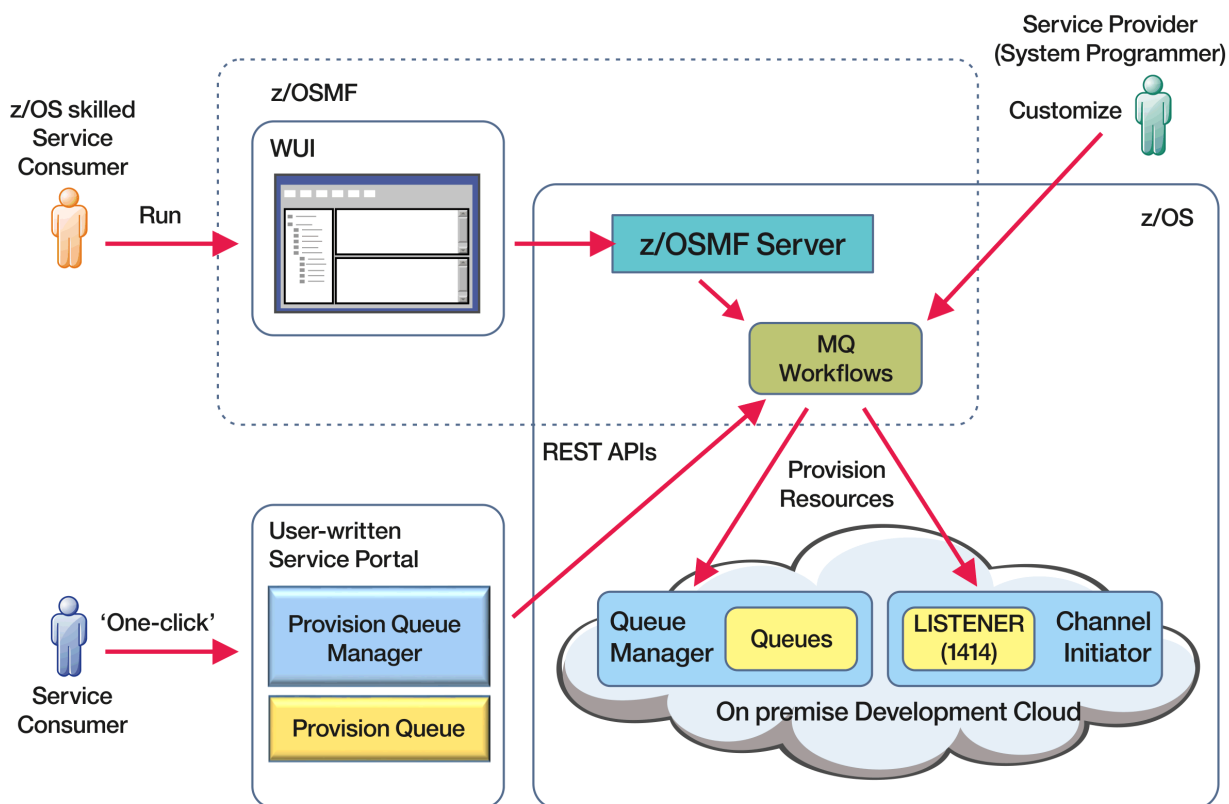 Service Provider
(System Programmer)
Customize
z/OSMF
z/OS skilled
Service
Consumer
WUI
Run
z/OS
z/OSMF Server
MQ
Workflows
REST APIs
Provision
Resources
User-written
Service Portal
'One-click'
Provision Queue
Manager
Service
Consumer
Provision Queue
Queue
Manager
Queues
LISTENER
(1414)
Channel
Initiator
On premise Development Cloud